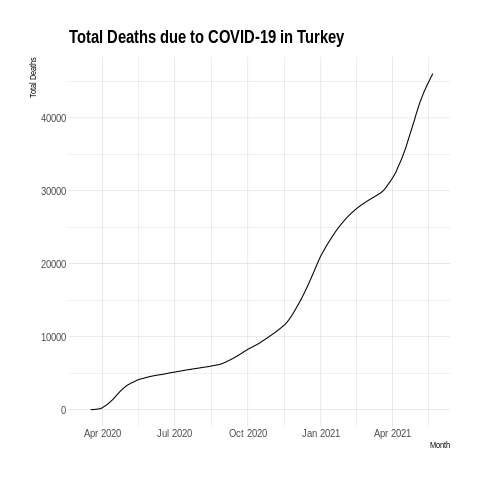 Total Deaths due to COVID-19 in Turkey
Total Deaths
40000
30000
20000
10000
0
Apr 2020 Jul 2020 Oct 2020 Jan 2021 Apr 2021
Month